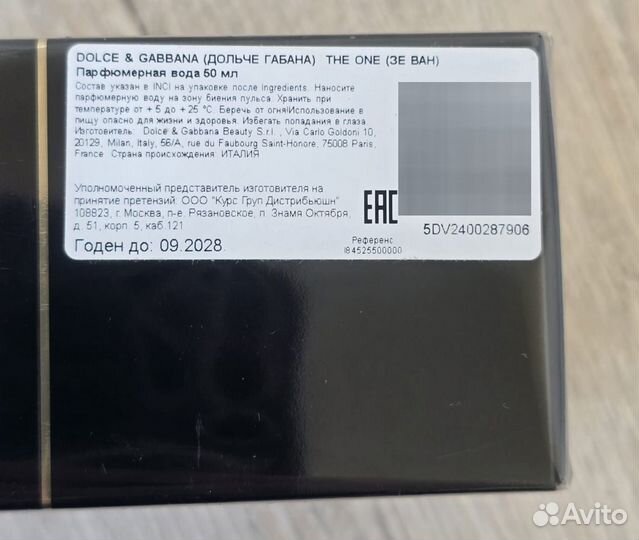 DOLCE & GABBANA (ДОЛЬЧЕ ГАБАНА) THE ONE (ЗЕ ВАН)
Парфюмерная вода 50 мл
Состав указан в INCI на упаковке после Ingredients. Наносите
парфюмерную воду на зону биения пульса. Хранить при
температуре от + 5 до + 25 °C. Беречь от огня!Использование в
пищу опасно для жизни и здоровья. Избегать попадания в глаза.
Изготовитель: Dolce & Gabbana Beauty S.r.l. , Via Carlo Goldoni 10,
20129, Milan, Italy, 56/A, rue du Faubourg Saint-Honore, 75008 Paris,
France. Страна происхождения: ИТАЛИЯ
Уполномоченный представитель изготовителя на
принятие претензий: ООО "Курс Груп Дистрибьюшн"
108823, г. Москва, п-е. Рязановское, п. Знамя Октября,
д. 51, корп. 5, каб.121
Годен до: 09.2028.
EAC
Референс
I84525500000
5DV2400287906
Avito